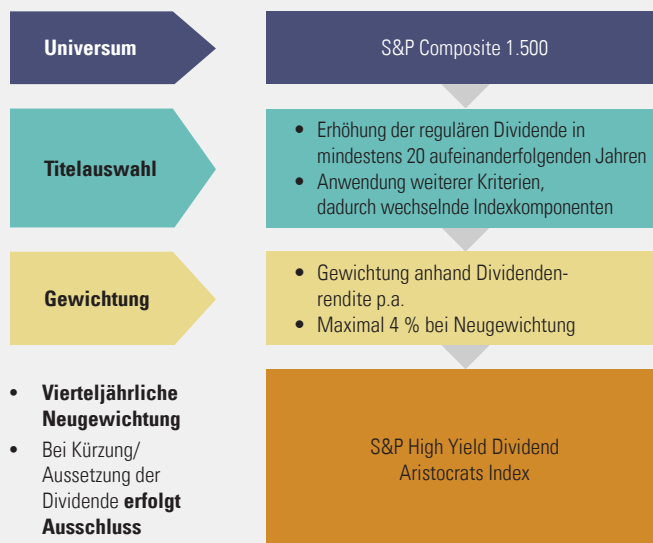 Universum
S&P Composite 1.500
Titelauswahl
• Erhöhung der regulären Dividende in
mindestens 20 aufeinanderfolgenden Jahren
• Anwendung weiterer Kriterien,
dadurch wechselnde Indexkomponenten
Gewichtung
• Gewichtung anhand Dividenden-
rendite p.a.
• Maximal 4 % bei Neugewichtung
• Vierteljährliche
Neugewichtung
• Bei Kürzung/
Aussetzung der
Dividende erfolgt
Ausschluss
S&P High Yield Dividend
Aristocrats Index